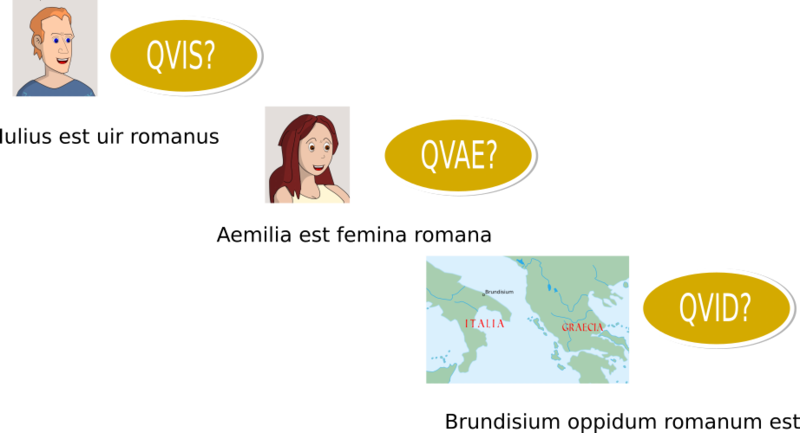 QVIS?
Iulius est uir romanus
QVAE?
Aemilia est femina romana
Brundisium
ITALIA
GRAECIA
QVID?
Brundisium oppidum romanum est